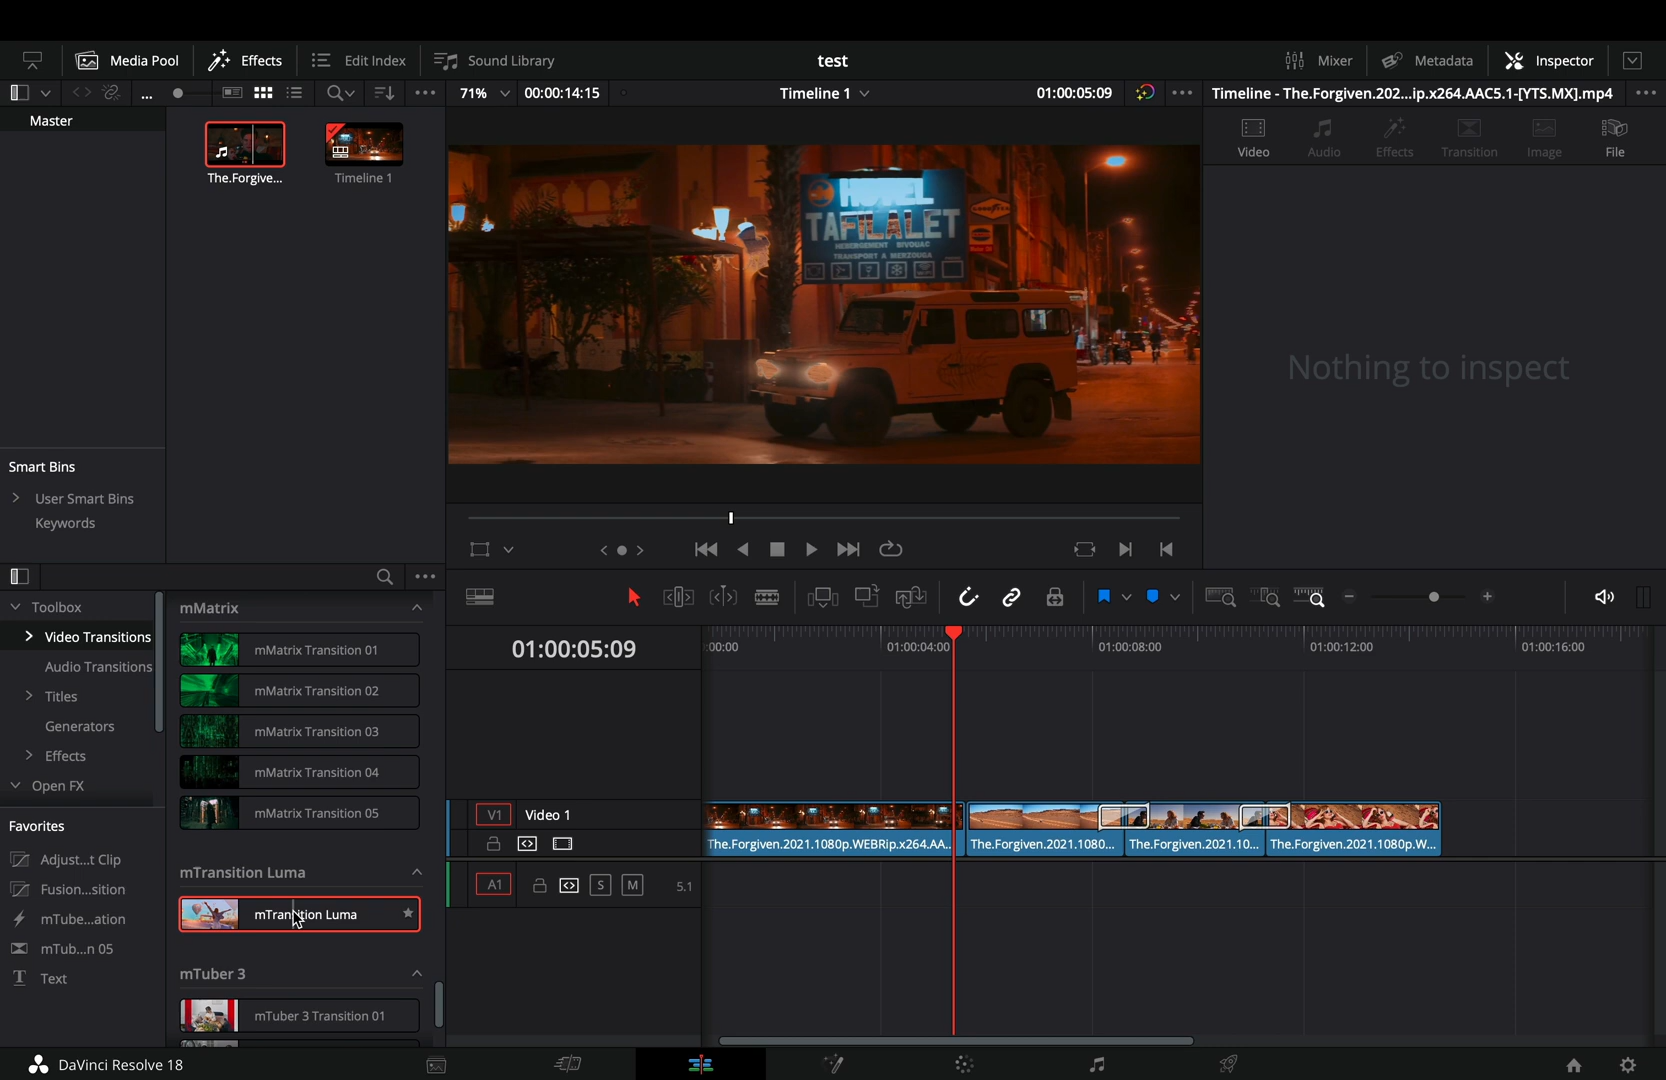 Media Pool
Effects
Edit Index
Sound Library
test
Mixer
Metadata
Inspector
71%
00:00:14:15
Timeline 1
01:00:05:09
Timeline - The.Forgiven.202...ip.x264.AAC5.1-[YTS.MX].mp4
Master
The.Forgive...
Timeline 1
Video
Audio
Effects
Transition
Image
File
HOTEL
TAFILALET
HEBERGEMENT BIVOUAC
TRANSPORT A MERZOUGA
GOODYEAR
Nothing to inspect
Smart Bins
User Smart Bins
Keywords
Toolbox
Video Transitions
Audio Transitions
Titles
Generators
Effects
Open FX
Favorites
Adjust...t Clip
Fusion...sition
mTube...ation
mTub...n 05
Text
mMatrix
mMatrix Transition 01
mMatrix Transition 02
mMatrix Transition 03
mMatrix Transition 04
mMatrix Transition 05
mTransition Luma
mTransition Luma
mTuber 3
mTuber 3 Transition 01
01:00:05:09
:00:00
01:00:04:00
01:00:08:00
01:00:12:00
01:00:16:00
V1
Video 1
The.Forgiven.2021.1080p.WEBRip.x264.AA...
The.Forgiven.2021.1080...
The.Forgiven.2021.10...
The.Forgiven.2021.1080p.W...
A1
S
M
5.1
DaVinci Resolve 18